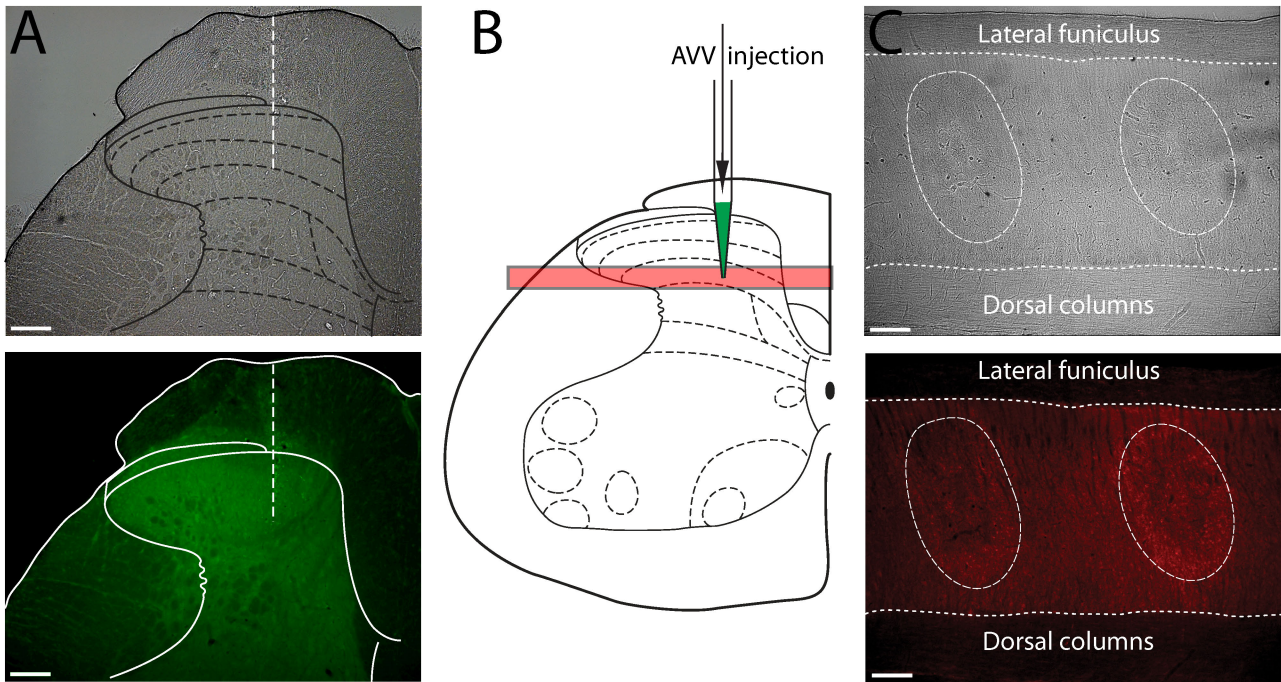 A
B
C
AVV injection
Lateral funiculus
Dorsal columns
Lateral funiculus
Dorsal columns